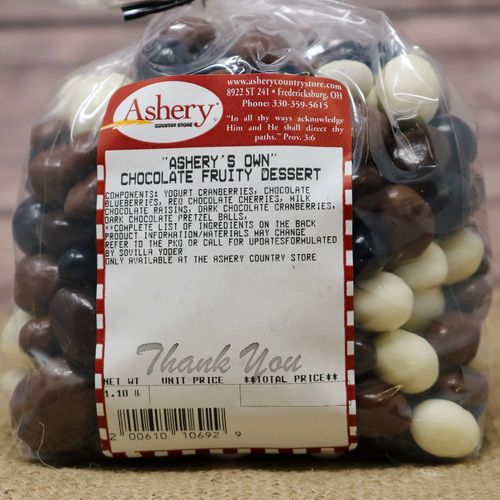 www.asherycountrystore.com
8922 ST 241 • Fredericksburg, OH
Phone: 330-359-5615
Ashery
COUNTRY STORE
"In all thy ways acknowledge
Him and He shall direct thy
paths." Prov. 3:6
"ASHERY'S OWN"
CHOCOLATE FRUITY DESSERT
COMPONENTS: YOGURT CRANBERRIES, CHOCOLATE
BLUEBERRIES, RED CHOCOLATE CHERRIES, MILK
CHOCOLATE RAISINS, DARK CHOCOLATE CRANBERRIES,
DARK CHOCOLATE PRETZEL BALLS,
**COMPLETE LIST OF INGREDIENTS ON THE BACK
PRODUCT INFORMATION/MATERIALS MAY CHANGE
REFER TO THE PKG OR CALL FOR UPDATESFORMULATED
BY SOVILLA YODER
ONLY AVAILABLE AT THE ASHERY COUNTRY STORE
Thank You
NET WT UNIT PRICE **TOTAL PRICE**
1.10 lb
2 00610 10692 9